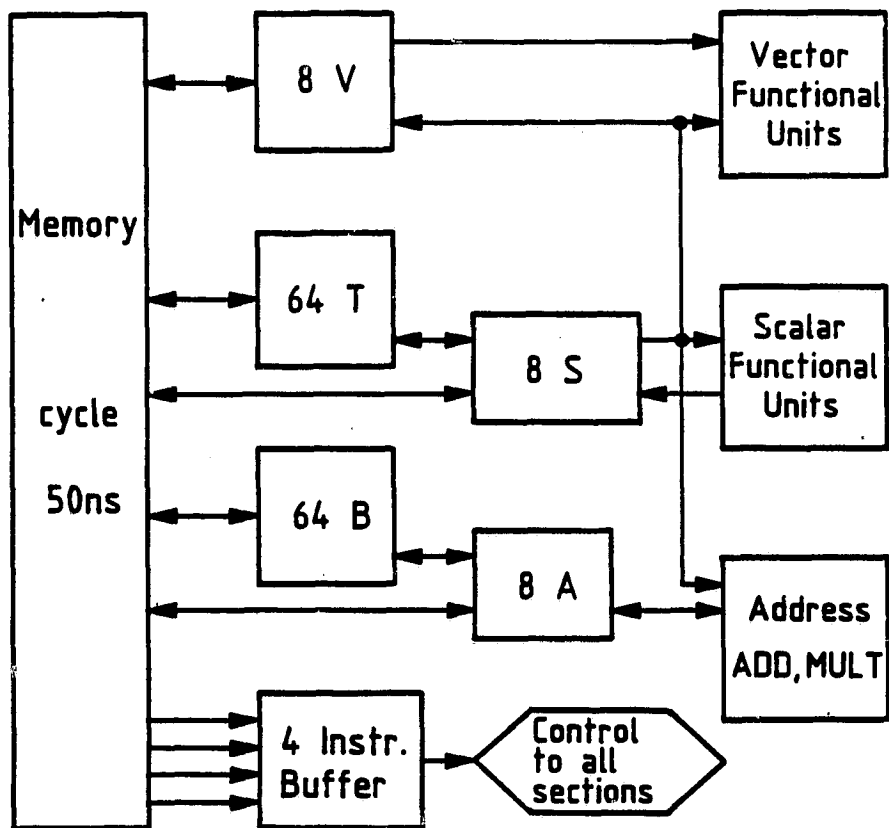 Memory
cycle
50ns
8 V
Vector
Functional
Units
64 T
8 S
Scalar
Functional
Units
64 B
8 A
Address
ADD, MULT
4 Instr.
Buffer
Control
to all
sections